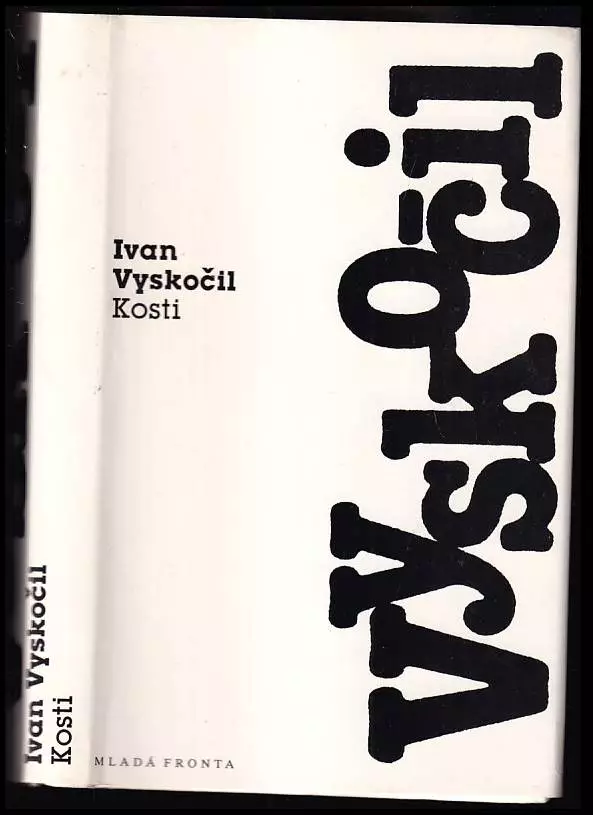 Ivan
Vyskočil
Kosti
vyskočil
MLADÁ FRONTA
Ivan Vyskočil
Kosti